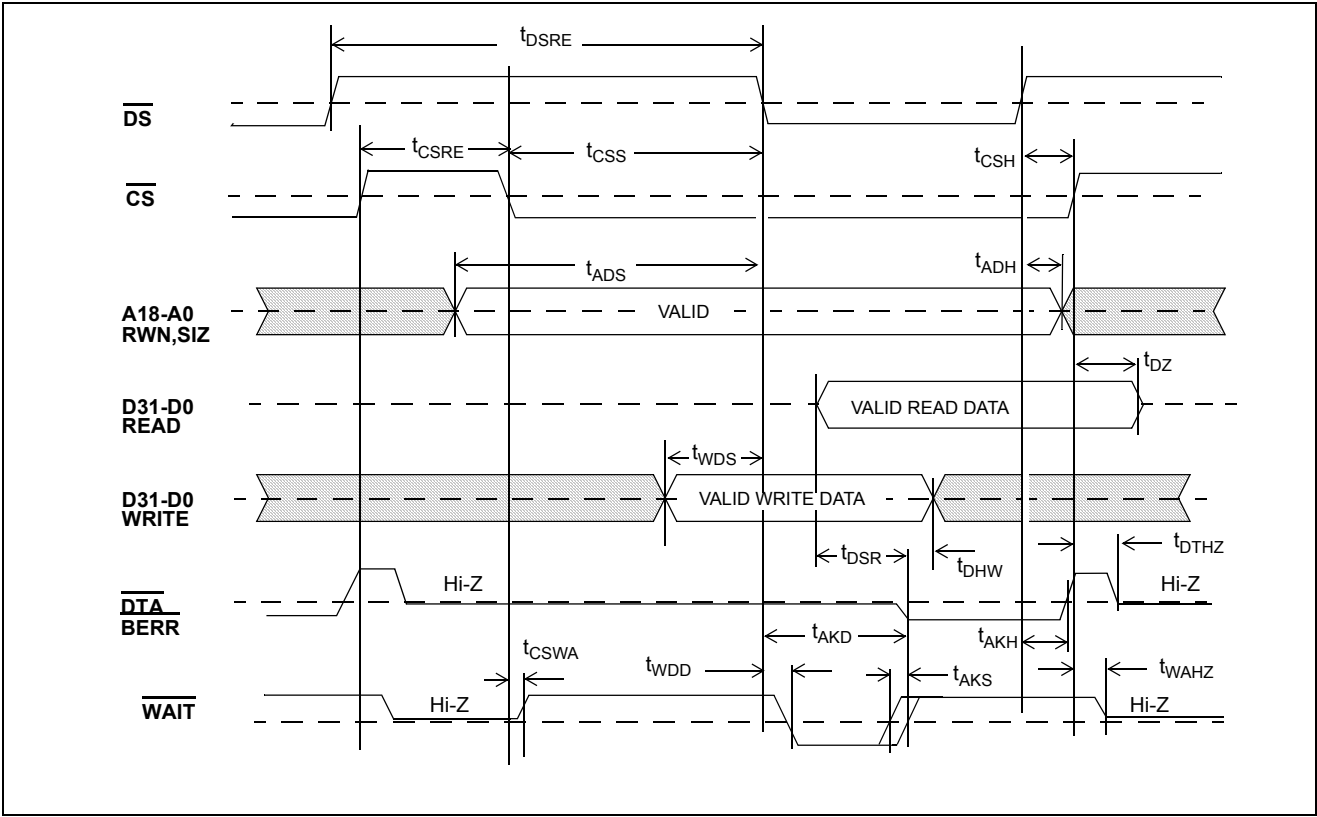 tDSRE
DS
tCSRE
tCSS
tCSH
CS
tADS
tADH
A18-A0
RWN,SIZ
VALID
tDZ
D31-D0
READ
VALID READ DATA
tWDS
D31-D0
WRITE
VALID WRITE DATA
tDSR
tDHW
tDTHZ
DTA
BERR
Hi-Z
Hi-Z
tAKD
tAKH
tCSWA
tWDD
tAKS
tWAHZ
WAIT
Hi-Z
Hi-Z